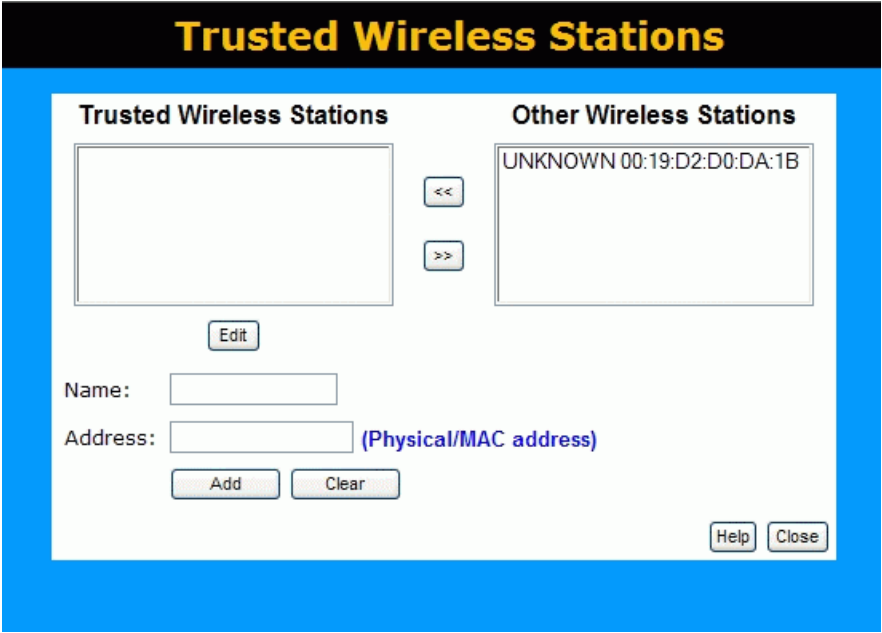 Trusted Wireless Stations
Trusted Wireless Stations
Other Wireless Stations
UNKNOWN 00:19:D2:D0:DA:1B
<<
>>
Edit
Name:
Address:
(Physical/MAC address)
Add
Clear
Help
Close